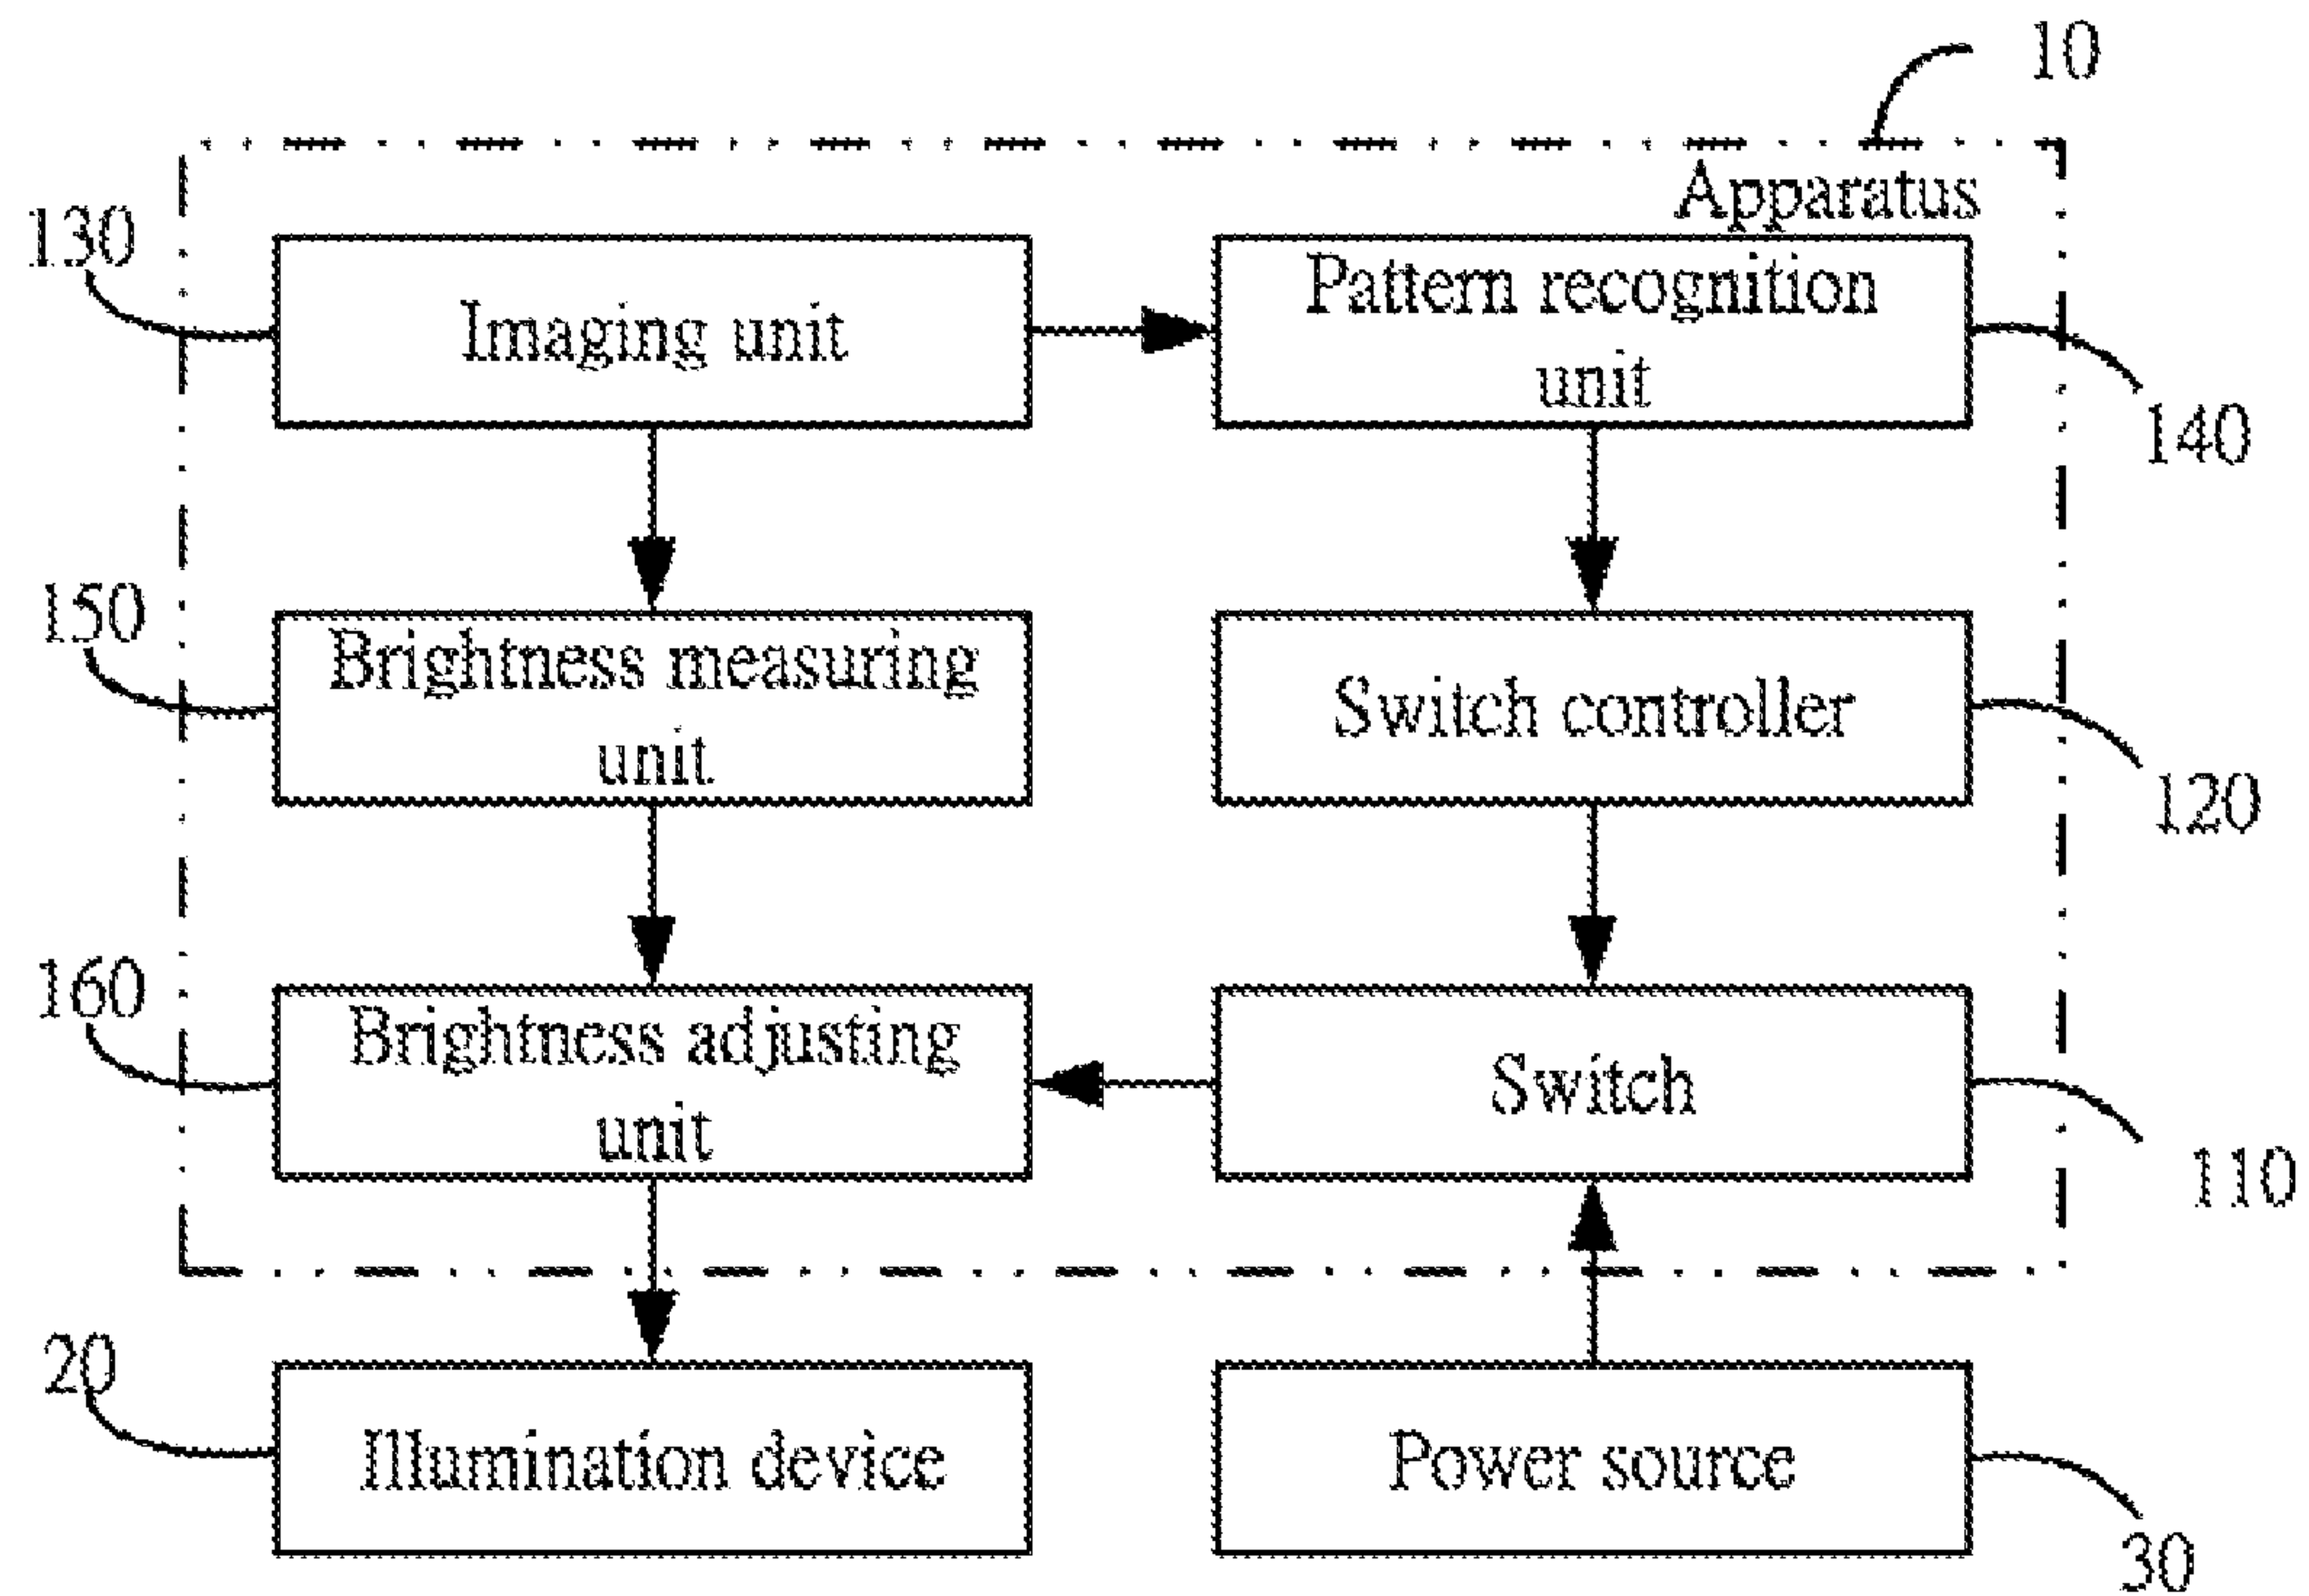 10
Apparatus
130
Imaging unit
Pattern recognition
unit
140
150
Brightness measuring
unit
Switch controller
120
160
Brightness adjusting
unit
Switch
110
20
Illumination device
Power source
30